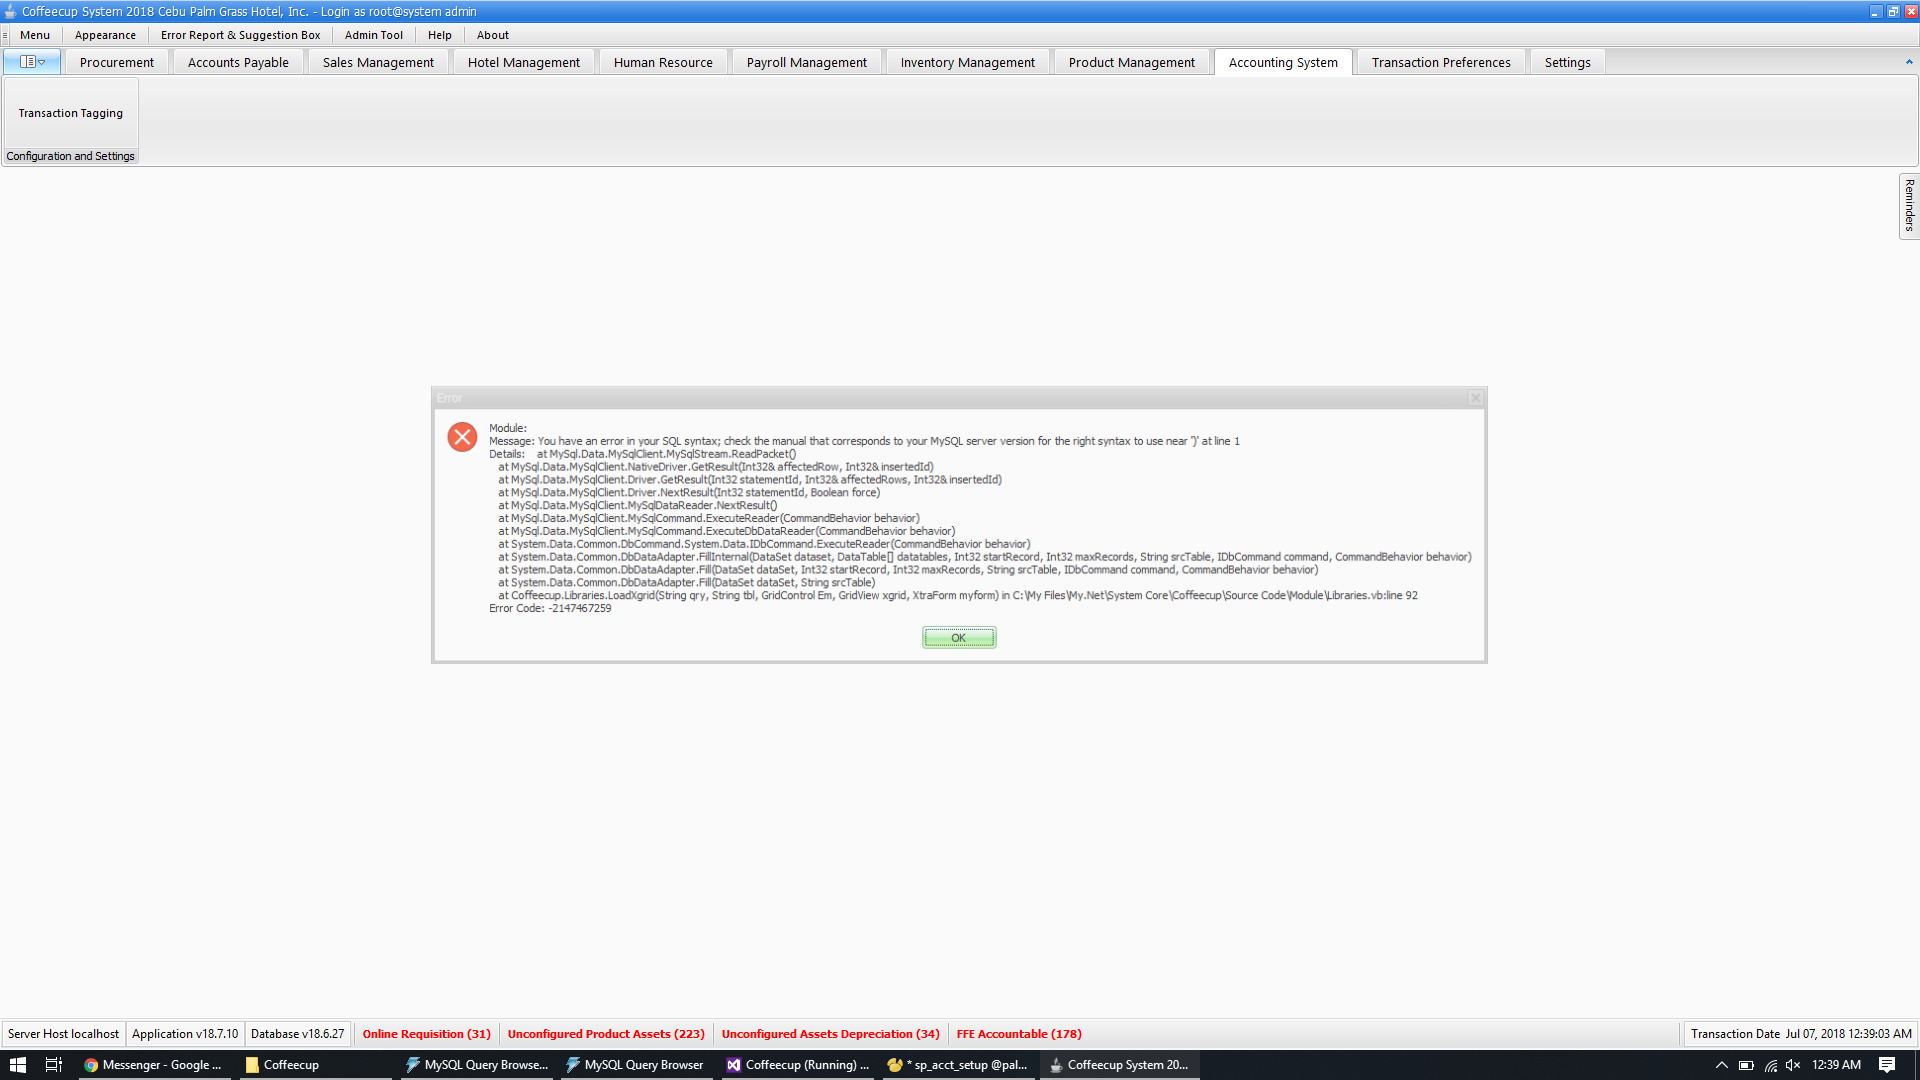 Coffeecup System 2018 Cebu Palm Grass Hotel, Inc. - Login as root@system admin
Menu Appearance Error Report & Suggestion Box Admin Tool Help About
Procurement Accounts Payable Sales Management Hotel Management Human Resource Payroll Management Inventory Management Product Management Accounting System Transaction Preferences Settings
Transaction Tagging
Configuration and Settings
Reminders
Error
Module:
Message: You have an error in your SQL syntax; check the manual that corresponds to your MySQL server version for the right syntax to use near ')' at line 1
Details: at MySql.Data.MySqlClient.MySqlStream.ReadPacket()
at MySql.Data.MySqlClient.NativeDriver.GetResult(Int32& affectedRow, Int32& insertedId)
at MySql.Data.MySqlClient.Driver.GetResult(Int32 statementId, Int32& affectedRows, Int32& insertedId)
at MySql.Data.MySqlClient.Driver.NextResult(Int32 statementId, Boolean force)
at MySql.Data.MySqlClient.MySqlDataReader.NextResult()
at MySql.Data.MySqlClient.MySqlCommand.ExecuteReader(CommandBehavior behavior)
at MySql.Data.MySqlClient.MySqlCommand.ExecuteDbDataReader(CommandBehavior behavior)
at System.Data.Common.DbCommand.System.Data.IDbCommand.ExecuteReader(CommandBehavior behavior)
at System.Data.Common.DbDataAdapter.FillInternal(DataSet dataset, DataTable[] datatables, Int32 startRecord, Int32 maxRecords, String srcTable, IDbCommand command, CommandBehavior behavior)
at System.Data.Common.DbDataAdapter.Fill(DataSet dataSet, Int32 startRecord, Int32 maxRecords, String srcTable, IDbCommand command, CommandBehavior behavior)
at System.Data.Common.DbDataAdapter.Fill(DataSet dataSet, String srcTable)
at Coffeecup.Libraries.LoadXgrid(String qry, String tbl, GridControl Em, GridView xgrid, XtraForm myform) in C:\My Files\My.Net\System Core\Coffeecup\Source Code\Module\Libraries.vb:line 92
Error Code: -2147467259
OK
Server Host localhost Application v18.7.10 Database v18.6.27 Online Requisition (31) Unconfigured Product Assets (223) Unconfigured Assets Depreciation (34) FFE Accountable (178) Transaction Date Jul 07, 2018 12:39:03 AM
Messenger - Google ... Coffeecup MySQL Query Browse... MySQL Query Browser Coffeecup (Running) ... * sp_acct_setup @pal... Coffeecup System 20... 12:39 AM